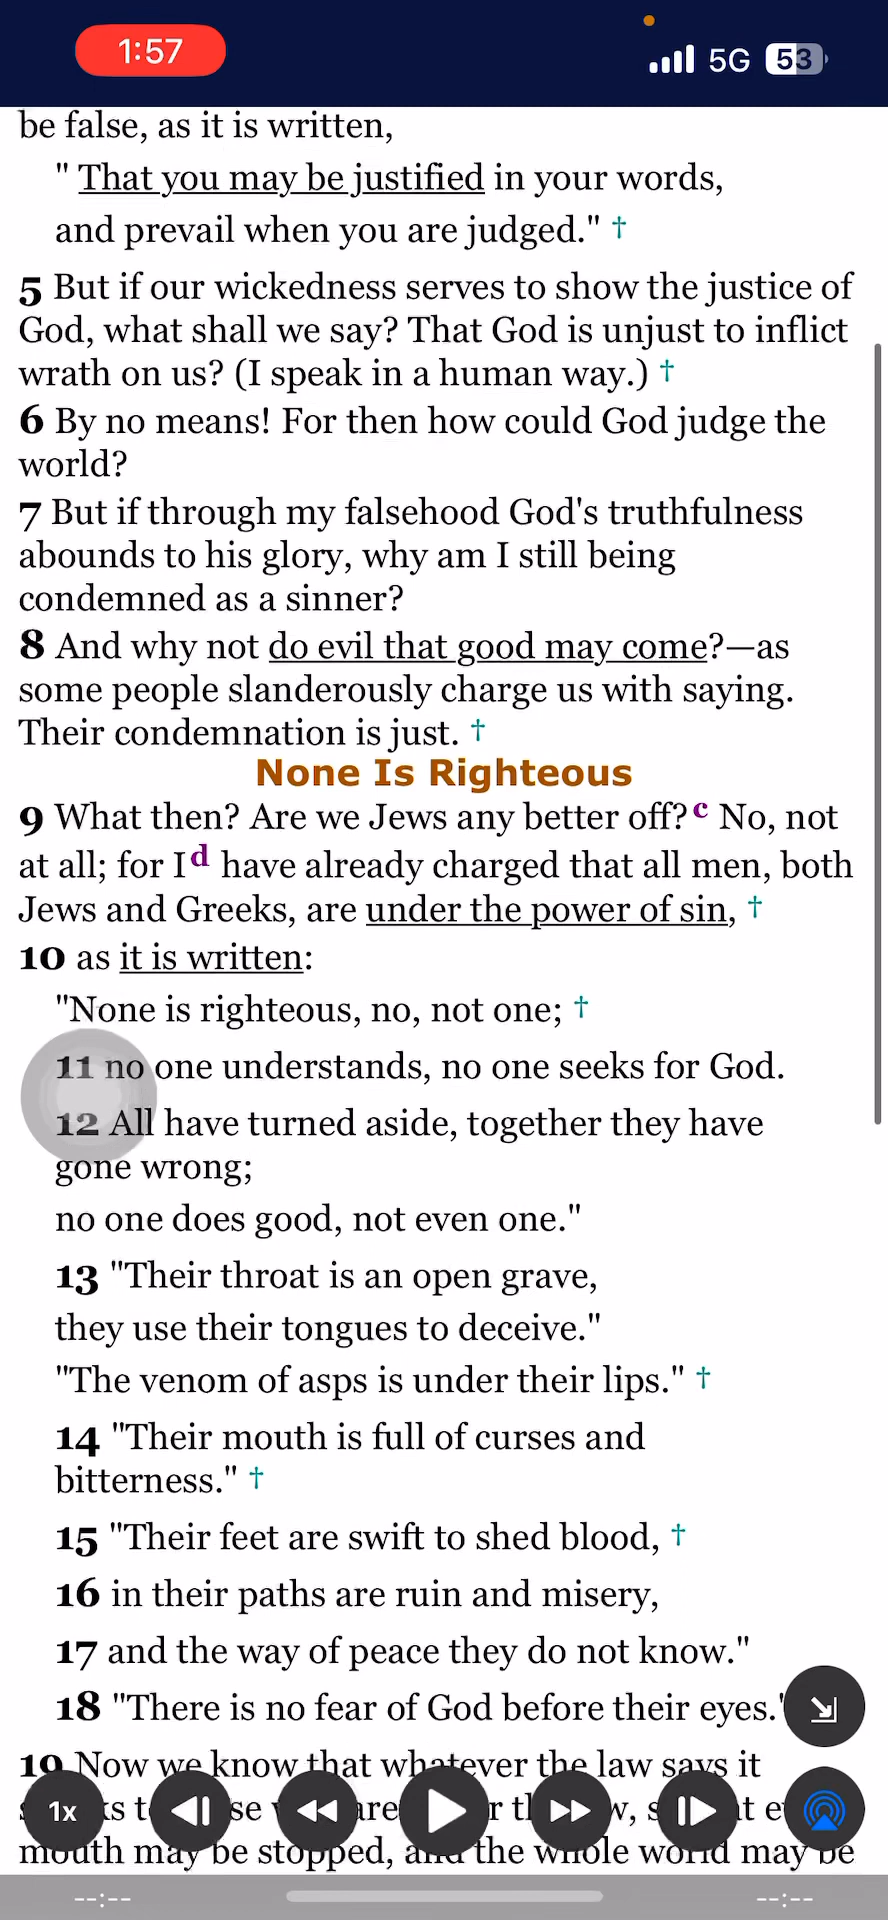 1:57
5G 53
be false, as it is written,
" That you may be justified in your words,
and prevail when you are judged." †
5 But if our wickedness serves to show the justice of
God, what shall we say? That God is unjust to inflict
wrath on us? (I speak in a human way.) †
6 By no means! For then how could God judge the
world?
7 But if through my falsehood God's truthfulness
abounds to his glory, why am I still being
condemned as a sinner?
8 And why not do evil that good may come?—as
some people slanderously charge us with saying.
Their condemnation is just. †
None Is Righteous
9 What then? Are we Jews any better off?c No, not
at all; for Id have already charged that all men, both
Jews and Greeks, are under the power of sin, †
10 as it is written:
"None is righteous, no, not one; †
11 no one understands, no one seeks for God.
12 All have turned aside, together they have
gone wrong;
no one does good, not even one."
13 "Their throat is an open grave,
they use their tongues to deceive."
"The venom of asps is under their lips." †
14 "Their mouth is full of curses and
bitterness." †
15 "Their feet are swift to shed blood, †
16 in their paths are ruin and misery,
17 and the way of peace they do not know."
18 "There is no fear of God before their eyes."
19 Now we know that whatever the law says it
1x
mouth may be stopped, and the whole world may be
--:-- --:--